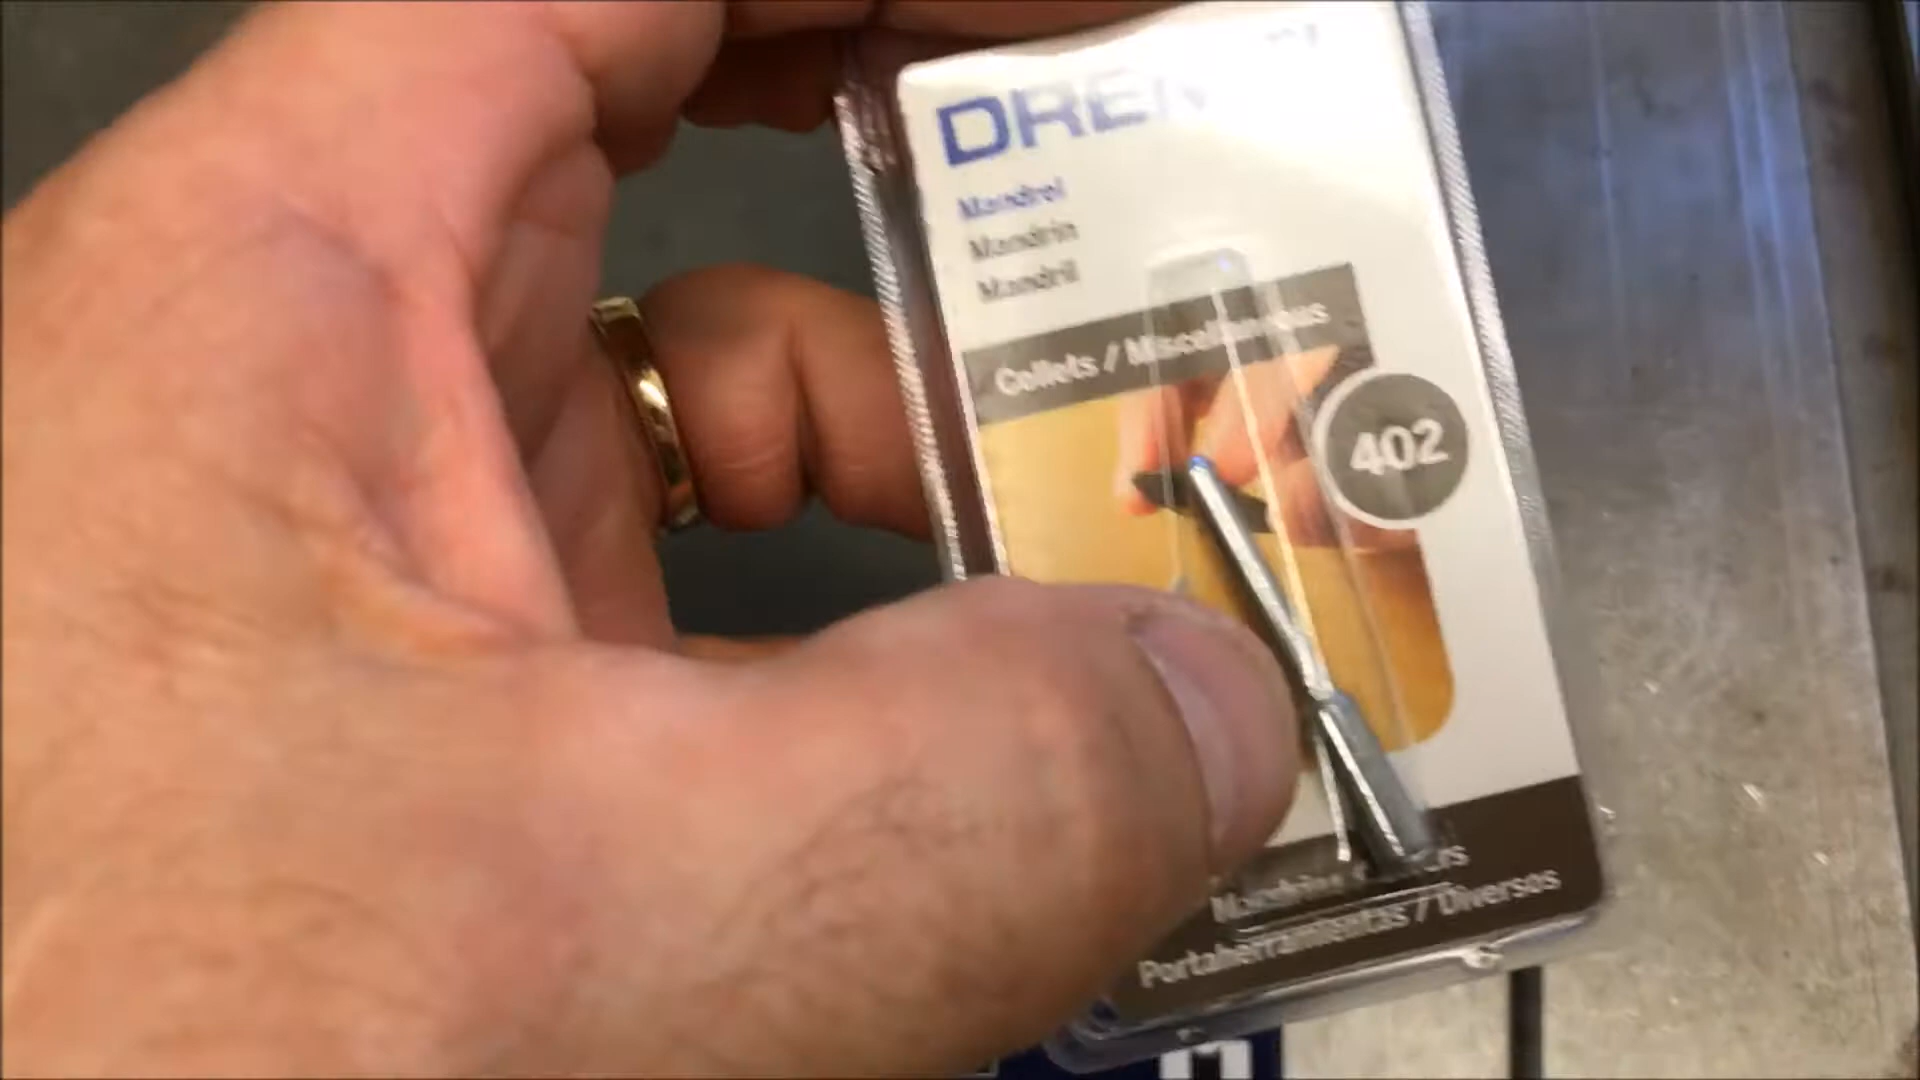 DREM
Mandrel
Mandrin
Mandril
Collets / Miscellaneous
402
Portaherramientas / Diversos